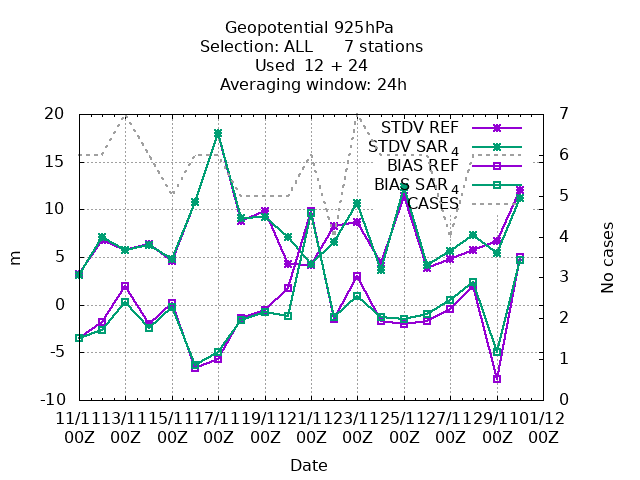 Geopotential 925hPa
Selection: ALL 7 stations
Used 12 + 24
Averaging window: 24h
20 7
STDV REF
STDV SAR 4
15 6
BIAS REF
BIAS SAR 4
CASES
5
10
4
5
3
0
2
-5
1
-10 0
m
No cases
11/11 13/11 15/11 17/11 19/11 21/11 23/11 25/11 27/11 29/11 01/12
00Z 00Z 00Z 00Z 00Z 00Z 00Z 00Z 00Z 00Z 00Z
Date